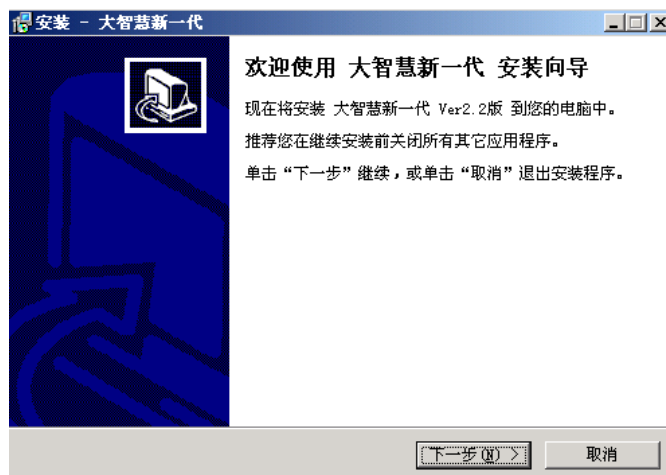 安装 - 大智慧新一代
欢迎使用 大智慧新一代 安装向导
现在将安装 大智慧新一代 Ver2.2版 到您的电脑中。
推荐您在继续安装前关闭所有其它应用程序。
单击“下一步”继续，或单击“取消”退出安装程序。
下一步(N) >
取消